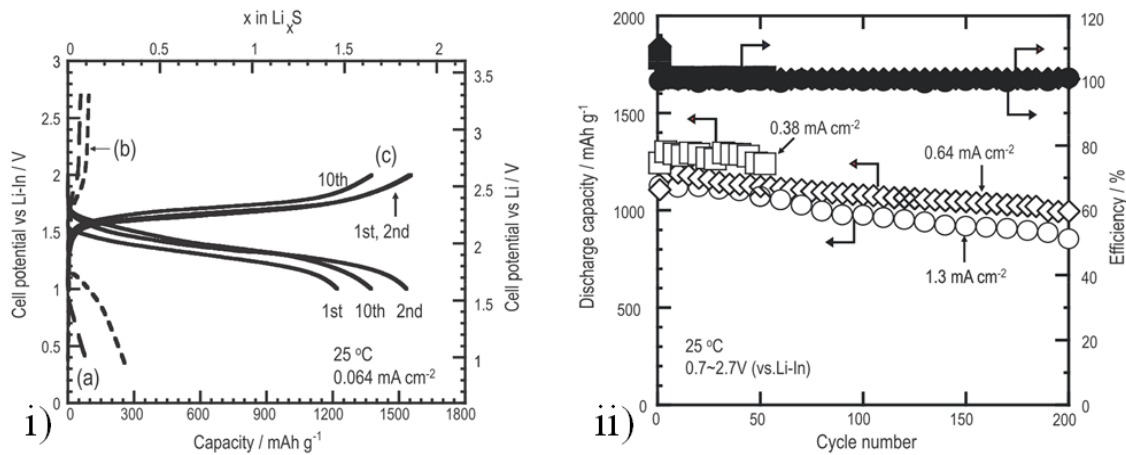 x in LiₓS
0 0.5 1 1.5 2
Cell potential vs Li-In / V
3
2.5
2
1.5
1
0.5
0
(b)
(c)
10th
1st, 2nd
1st 10th 2nd
(a)
25 °C
0.064 mA cm⁻²
3.5
3
2.5
2
1.5
1
Cell potential vs Li / V
0 300 600 900 1200 1500 1800
Capacity / mAh g⁻¹
i)
Discharge capacity / mAh g⁻¹
2000
1700
1600
1300
1000
500
0
0.38 mA cm⁻²
0.64 mA cm⁻²
1.3 mA cm⁻²
25 °C
0.7~2.7V (vs.Li-In)
120
100
80
60
40
20
0
Efficiency / %
0 50 100 150 200
Cycle number
ii)